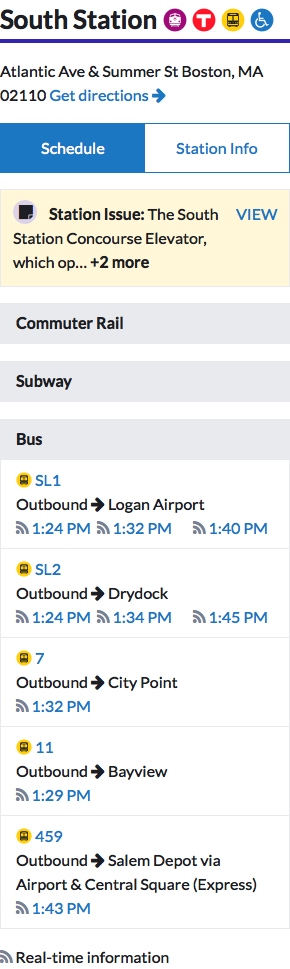 South Station
Atlantic Ave & Summer St Boston, MA
02110 Get directions
Schedule
Station Info
Station Issue: The South VIEW
Station Concourse Elevator,
which op... +2 more
Commuter Rail
Subway
Bus
SL1
Outbound → Logan Airport
1:24 PM 1:32 PM 1:40 PM
SL2
Outbound → Drydock
1:24 PM 1:34 PM 1:45 PM
7
Outbound → City Point
1:32 PM
11
Outbound → Bayview
1:29 PM
459
Outbound → Salem Depot via
Airport & Central Square (Express)
1:43 PM
Real-time information